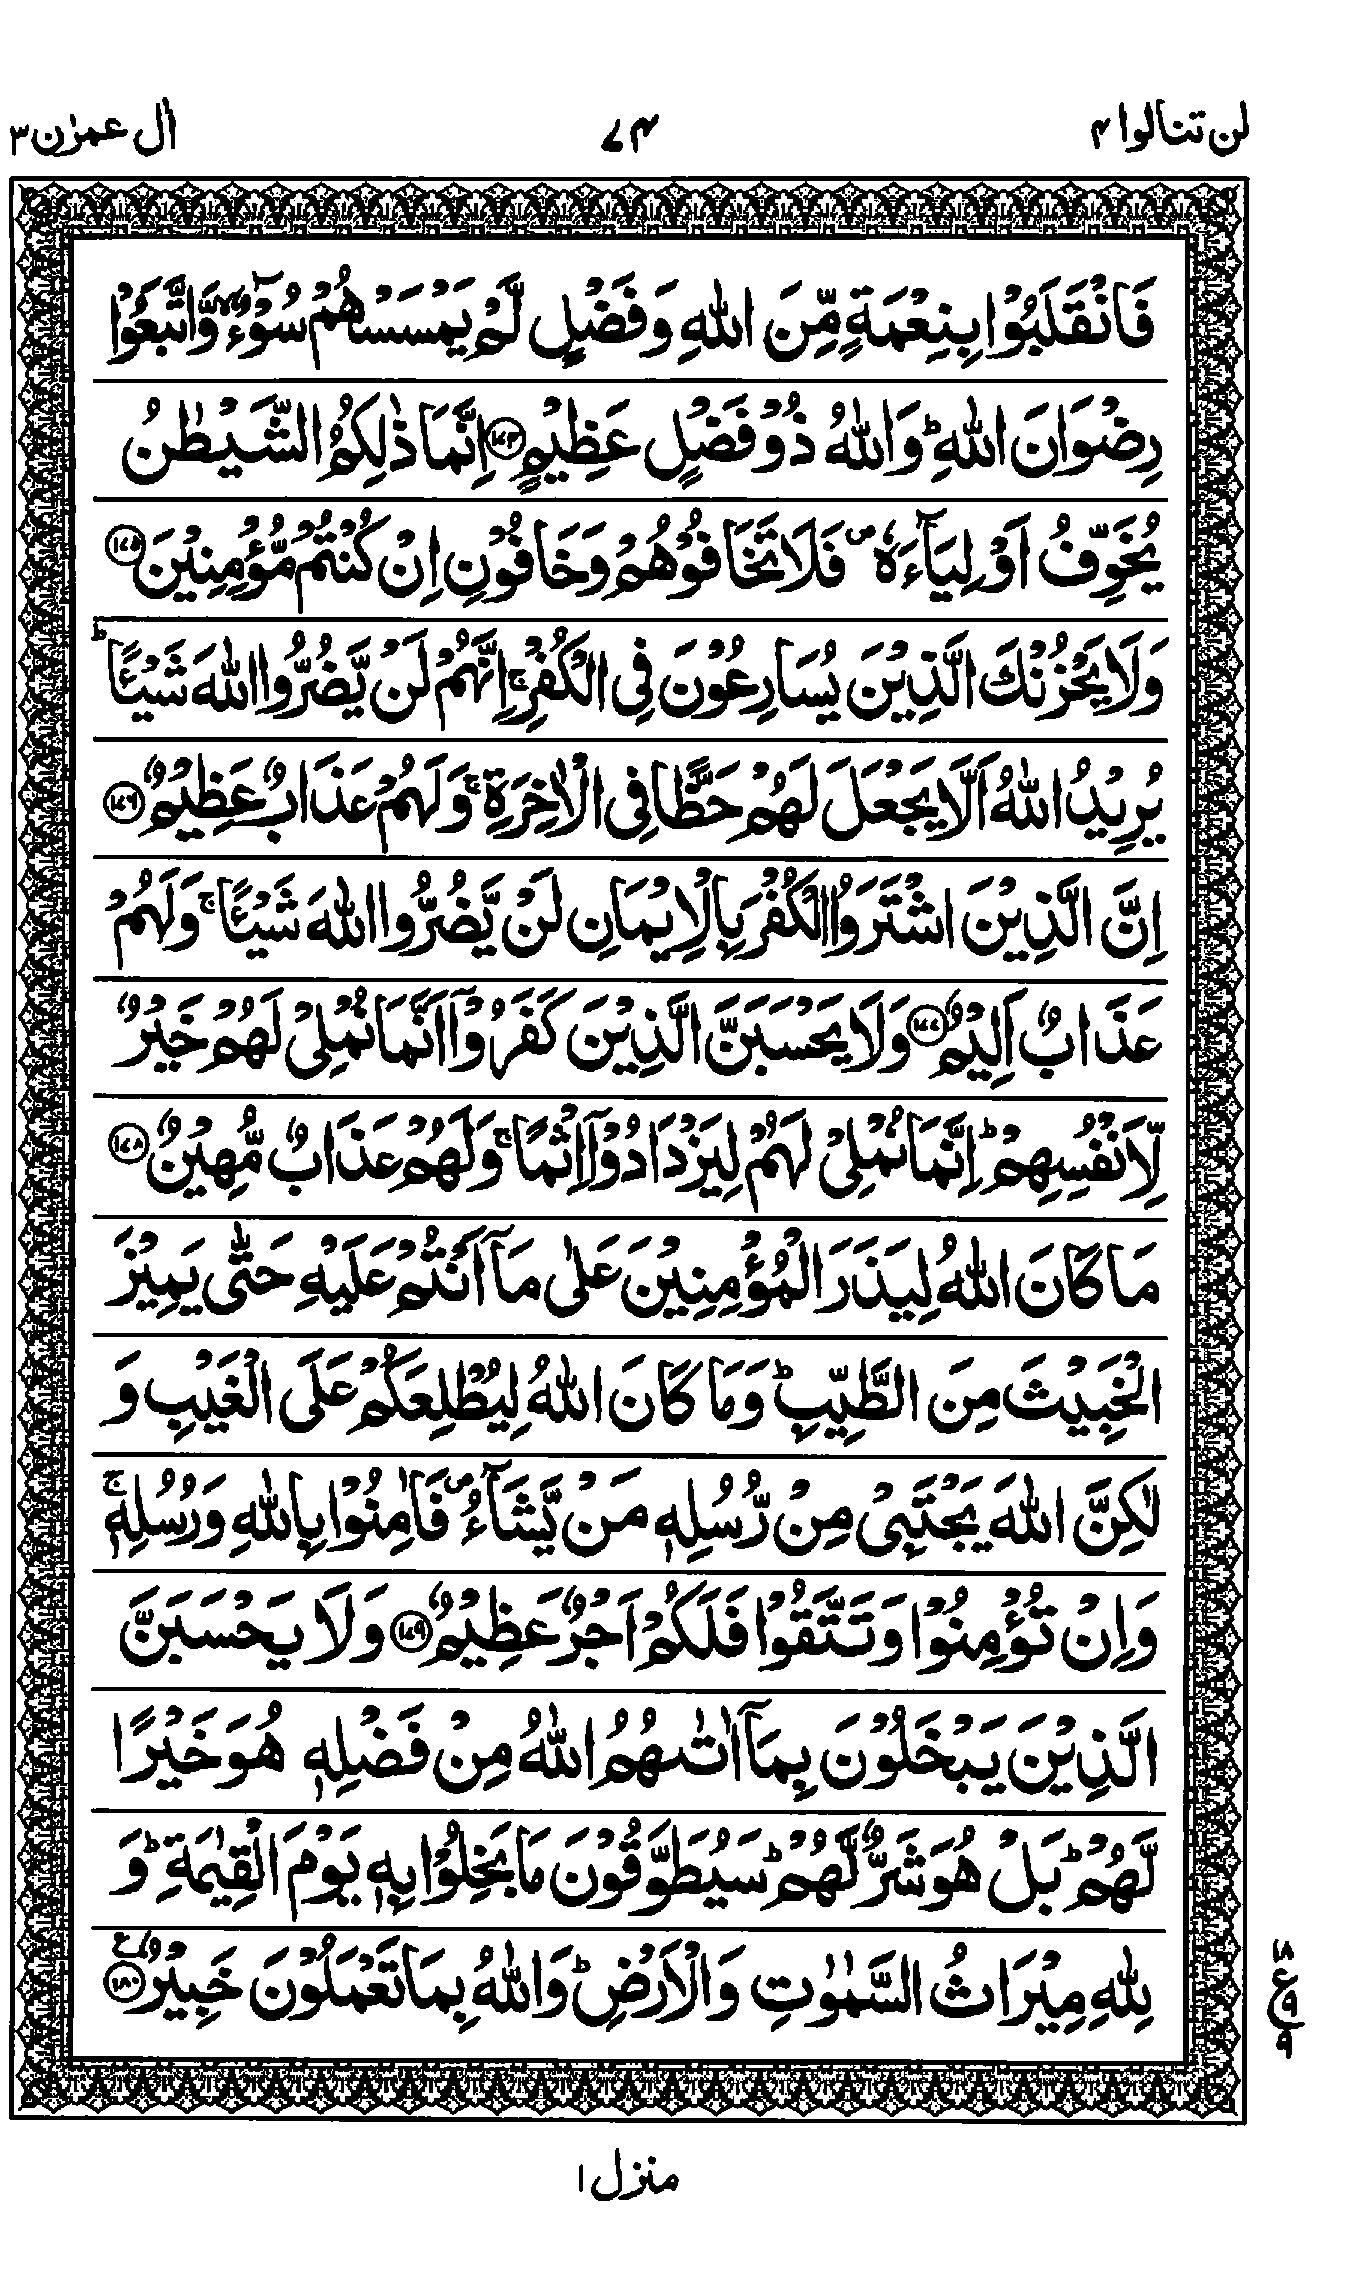 لن تنالوا ۴
۷۴
اٰل عمرٰن ۳
فَانْقَلَبُوْا بِنِعْمَةٍ مِّنَ اللّٰهِ وَفَضْلٍ لَّمْ يَمْسَسْهُمْ سُوْٓءٌ ۙ وَّاتَّبَعُوْا
رِضْوَانَ اللّٰهِ ؕ وَاللّٰهُ ذُوْ فَضْلٍ عَظِيْمٍ ﴿۱۷۴﴾ اِنَّمَا ذٰلِكُمُ الشَّيْطٰنُ
يُخَوِّفُ اَوْلِيَآءَهٗ ۪ فَلَا تَخَافُوْهُمْ وَخَافُوْنِ اِنْ كُنْتُمْ مُّؤْمِنِيْنَ ﴿۱۷۵﴾
وَلَا يَحْزُنْكَ الَّذِيْنَ يُسَارِعُوْنَ فِى الْكُفْرِ ۚ اِنَّهُمْ لَنْ يَّضُرُّوا اللّٰهَ شَيْـًٔا ؕ
يُرِيْدُ اللّٰهُ اَلَّا يَجْعَلَ لَهُمْ حَظًّا فِى الْاٰخِرَةِ ۚ وَلَهُمْ عَذَابٌ عَظِيْمٌ ﴿۱۷۶﴾
اِنَّ الَّذِيْنَ اشْتَرَوُا الْكُفْرَ بِالْاِيْمَانِ لَنْ يَّضُرُّوا اللّٰهَ شَيْـًٔا ۚ وَلَهُمْ
عَذَابٌ اَلِيْمٌ ﴿۱۷۷﴾ وَلَا يَحْسَبَنَّ الَّذِيْنَ كَفَرُوْۤا اَنَّمَا نُمْلِىْ لَهُمْ خَيْرٌ
لِّاَنْفُسِهِمْ ؕ اِنَّمَا نُمْلِىْ لَهُمْ لِيَزْدَادُوْۤا اِثْمًا ۚ وَلَهُمْ عَذَابٌ مُّهِيْنٌ ﴿۱۷۸﴾
مَا كَانَ اللّٰهُ لِيَذَرَ الْمُؤْمِنِيْنَ عَلٰى مَاۤ اَنْتُمْ عَلَيْهِ حَتّٰى يَمِيْزَ
الْخَبِيْثَ مِنَ الطَّيِّبِ ؕ وَمَا كَانَ اللّٰهُ لِيُطْلِعَكُمْ عَلَى الْغَيْبِ وَ
لٰكِنَّ اللّٰهَ يَجْتَبِىْ مِنْ رُّسُلِهٖ مَنْ يَّشَآءُ ۪ فَاٰمِنُوْا بِاللّٰهِ وَرُسُلِهٖ ۚ
وَاِنْ تُؤْمِنُوْا وَتَتَّقُوْا فَلَكُمْ اَجْرٌ عَظِيْمٌ ﴿۱۷۹﴾ وَلَا يَحْسَبَنَّ
الَّذِيْنَ يَبْخَلُوْنَ بِمَاۤ اٰتٰٮهُمُ اللّٰهُ مِنْ فَضْلِهٖ هُوَ خَيْرًا
لَّهُمْ ؕ بَلْ هُوَ شَرٌّ لَّهُمْ ؕ سَيُطَوَّقُوْنَ مَا بَخِلُوْا بِهٖ يَوْمَ الْقِيٰمَةِ ؕ وَ
لِلّٰهِ مِيْرَاثُ السَّمٰوٰتِ وَالْاَرْضِ ؕ وَاللّٰهُ بِمَا تَعْمَلُوْنَ خَبِيْرٌ ﴿۱۸۰﴾ ع
۱۸
ع ۹
۹
منزل ۱